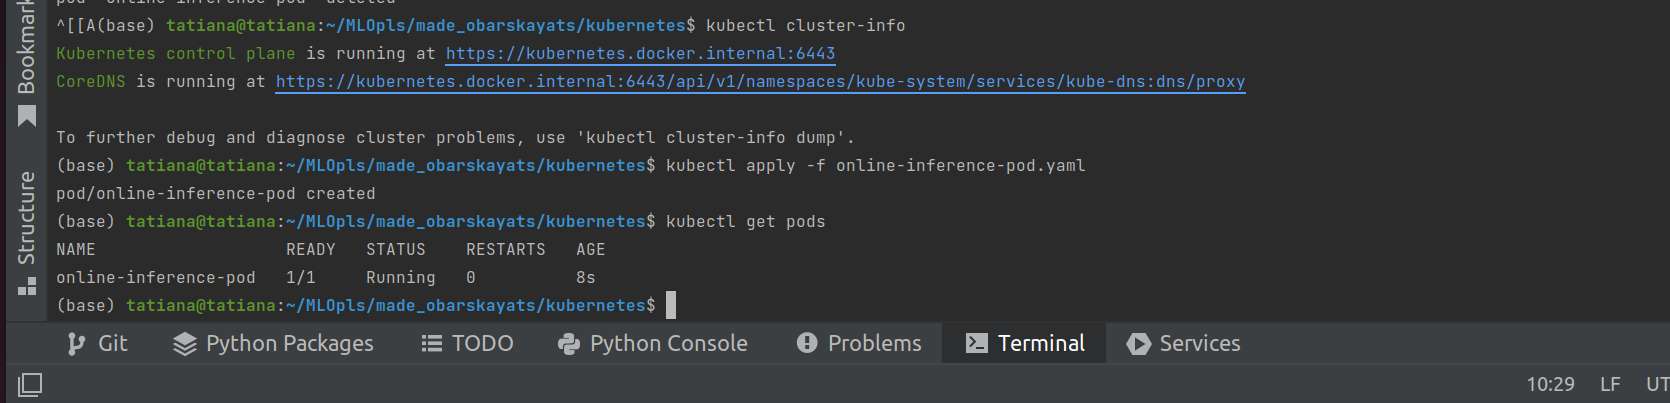 pod "online-inference-pod" deleted
^[[A(base) tatiana@tatiana:~/MLOpls/made_obarskayats/kubernetes$ kubectl cluster-info
Kubernetes control plane is running at https://kubernetes.docker.internal:6443
CoreDNS is running at https://kubernetes.docker.internal:6443/api/v1/namespaces/kube-system/services/kube-dns:dns/proxy
To further debug and diagnose cluster problems, use 'kubectl cluster-info dump'.
(base) tatiana@tatiana:~/MLOpls/made_obarskayats/kubernetes$ kubectl apply -f online-inference-pod.yaml
pod/online-inference-pod created
(base) tatiana@tatiana:~/MLOpls/made_obarskayats/kubernetes$ kubectl get pods
NAME READY STATUS RESTARTS AGE
online-inference-pod 1/1 Running 0 8s
(base) tatiana@tatiana:~/MLOpls/made_obarskayats/kubernetes$
Bookmark
Structure
Git Python Packages TODO Python Console Problems Terminal Services
10:29 LF UT